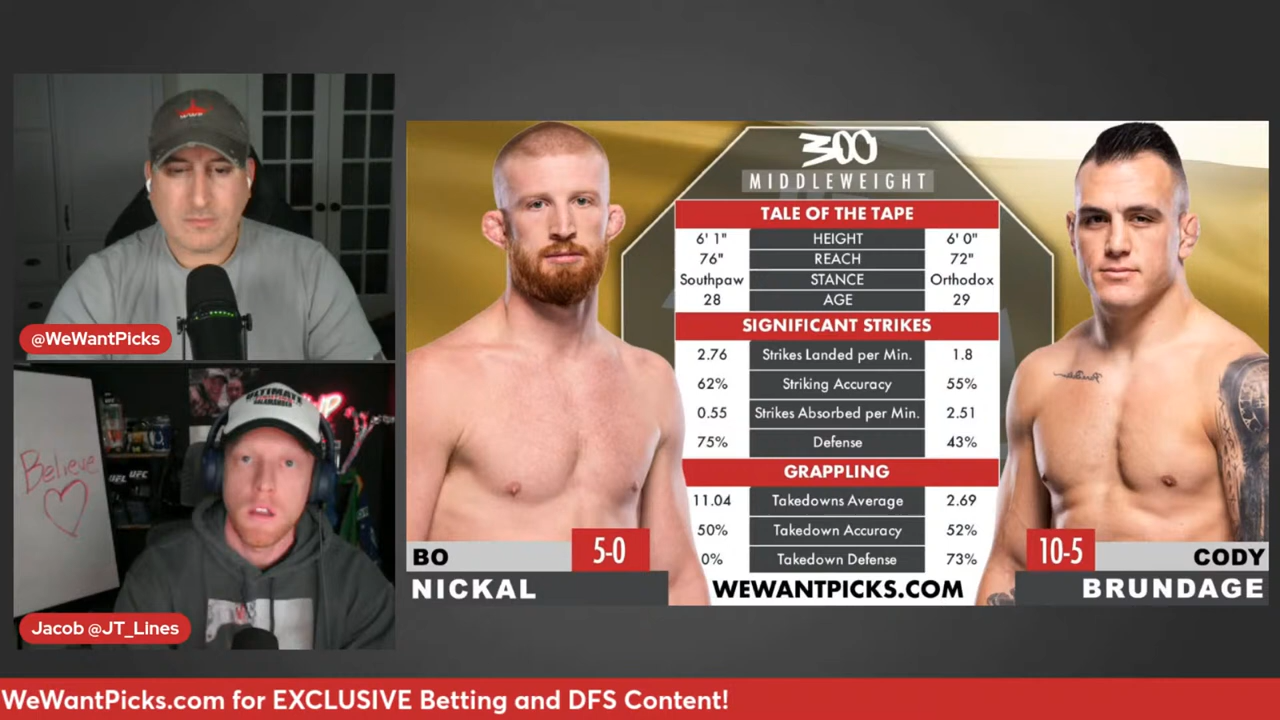 @WeWantPicks
Believe
ULTIMATE
UFC
UFC
Jacob @JT_Lines
300
MIDDLEWEIGHT
TALE OF THE TAPE
6' 1" HEIGHT 6' 0"
76" REACH 72"
Southpaw STANCE Orthodox
28 AGE 29
SIGNIFICANT STRIKES
2.76 Strikes Landed per Min. 1.8
62% Striking Accuracy 55%
0.55 Strikes Absorbed per Min. 2.51
75% Defense 43%
GRAPPLING
11.04 Takedowns Average 2.69
50% Takedown Accuracy 52%
0% Takedown Defense 73%
BO 5-0 10-5 CODY
NICKAL WEWANTPICKS.COM BRUNDAGE
WeWantPicks.com for EXCLUSIVE Betting and DFS Content!